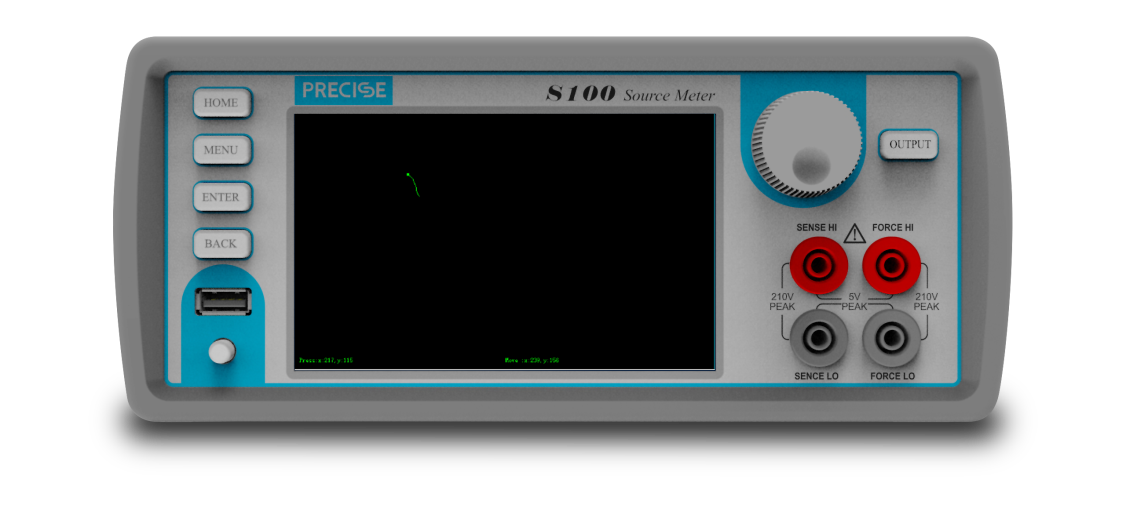 PRECISE
S100 Source Meter
HOME
MENU
ENTER
BACK
OUTPUT
SENSE HI
FORCE HI
210V
PEAK
5V
PEAK
210V
PEAK
SENCE LO
FORCE LO